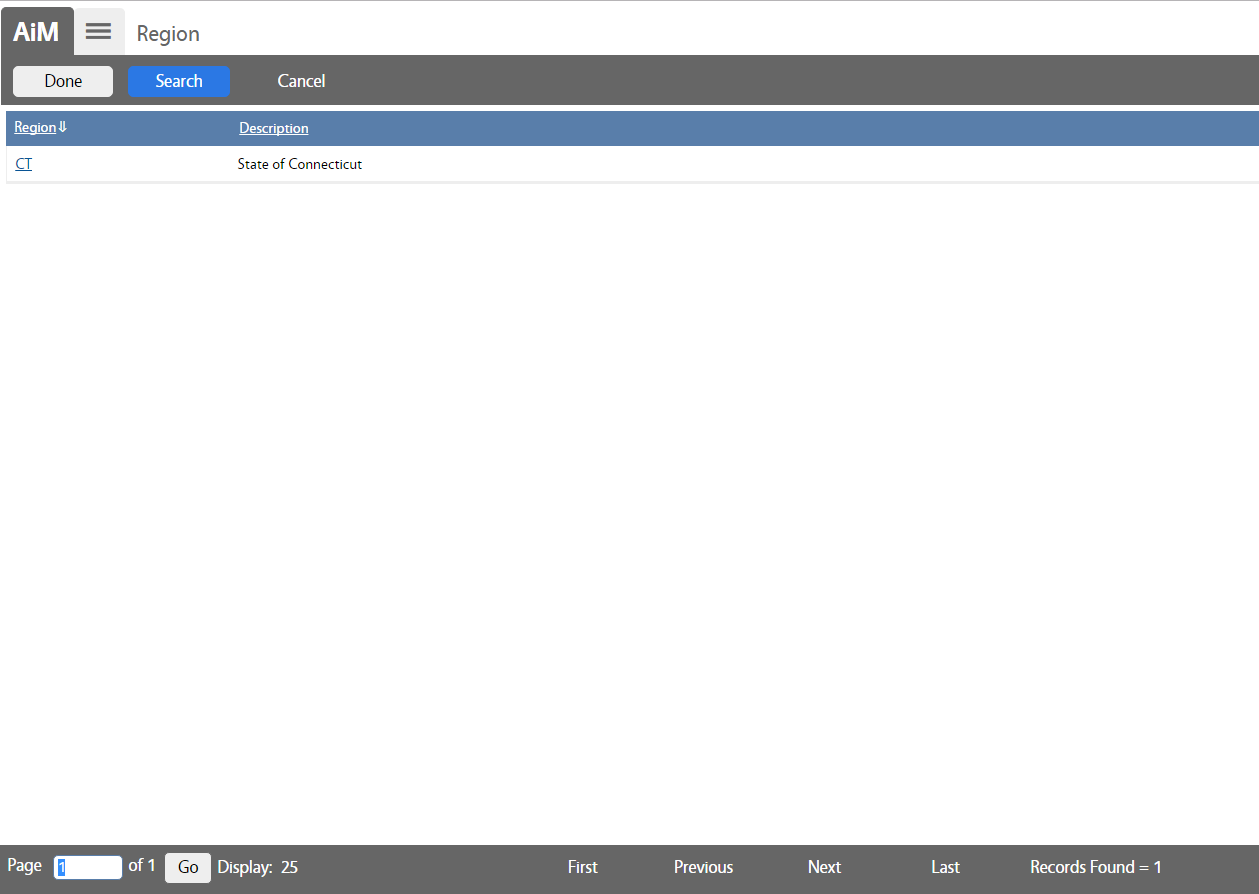 AiM Region
Done Search Cancel
Region⇓ Description
CT State of Connecticut
Page 1 of 1 Go Display: 25 First Previous Next Last Records Found = 1